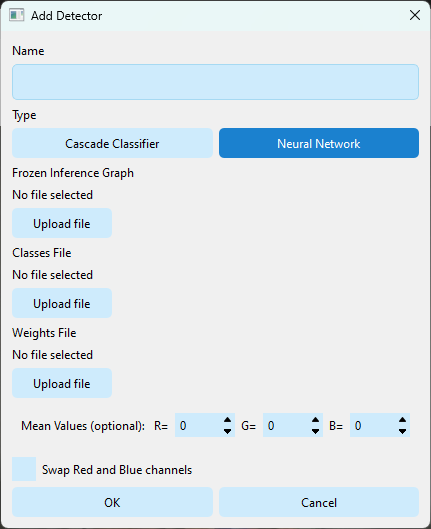 Add Detector
Name
Type
Cascade Classifier Neural Network
Frozen Inference Graph
No file selected
Upload file
Classes File
No file selected
Upload file
Weights File
No file selected
Upload file
Mean Values (optional): R= 0 G= 0 B= 0
Swap Red and Blue channels
OK Cancel